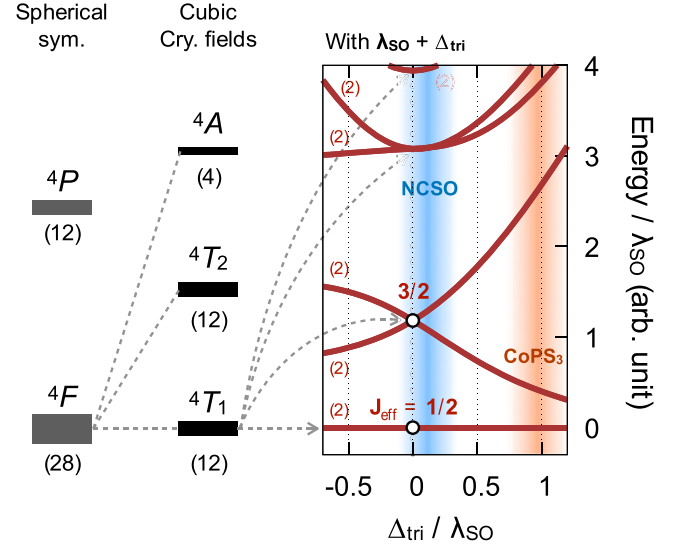 Spherical
sym.
Cubic
Cry. fields
With λSO + Δtri
⁴P
(12)
⁴F
(28)
⁴A
(4)
⁴T₂
(12)
⁴T₁
(12)
(2)
(2)
(2)
(2)
(2)
(2)
NCSO
3/2
CoPS₃
Jeff = 1/2
4
3
2
1
0
Energy / λSO (arb. unit)
-0.5
0
0.5
1
Δtri / λSO